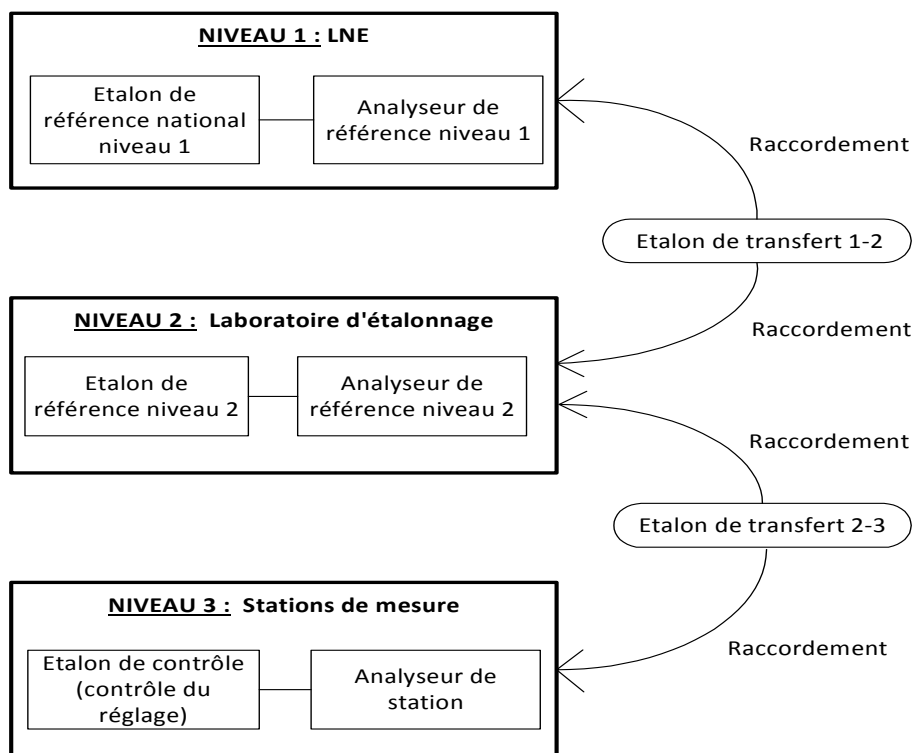 NIVEAU 1 : LNE
Etalon de
référence national
niveau 1
Analyseur de
référence niveau 1
Raccordement
Etalon de transfert 1-2
Raccordement
NIVEAU 2 : Laboratoire d'étalonnage
Etalon de
référence niveau 2
Analyseur de
référence niveau 2
Raccordement
Etalon de transfert 2-3
Raccordement
NIVEAU 3 : Stations de mesure
Etalon de contrôle
(contrôle du
réglage)
Analyseur de
station